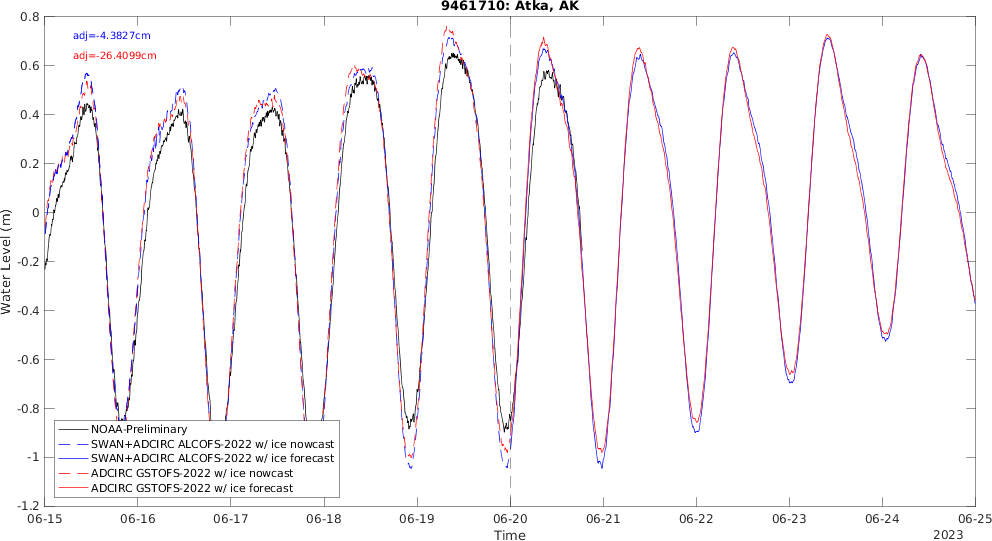 9461710: Atka, AK
adj=-4.3827cm
adj=-26.4099cm
Water Level (m)
0.8
0.6
0.4
0.2
0
-0.2
-0.4
-0.6
-0.8
-1
-1.2
NOAA-Preliminary
SWAN+ADCIRC ALCOFS-2022 w/ ice nowcast
SWAN+ADCIRC ALCOFS-2022 w/ ice forecast
ADCIRC GSTOFS-2022 w/ ice nowcast
ADCIRC GSTOFS-2022 w/ ice forecast
06-15 06-16 06-17 06-18 06-19 06-20 06-21 06-22 06-23 06-24 06-25
Time
2023